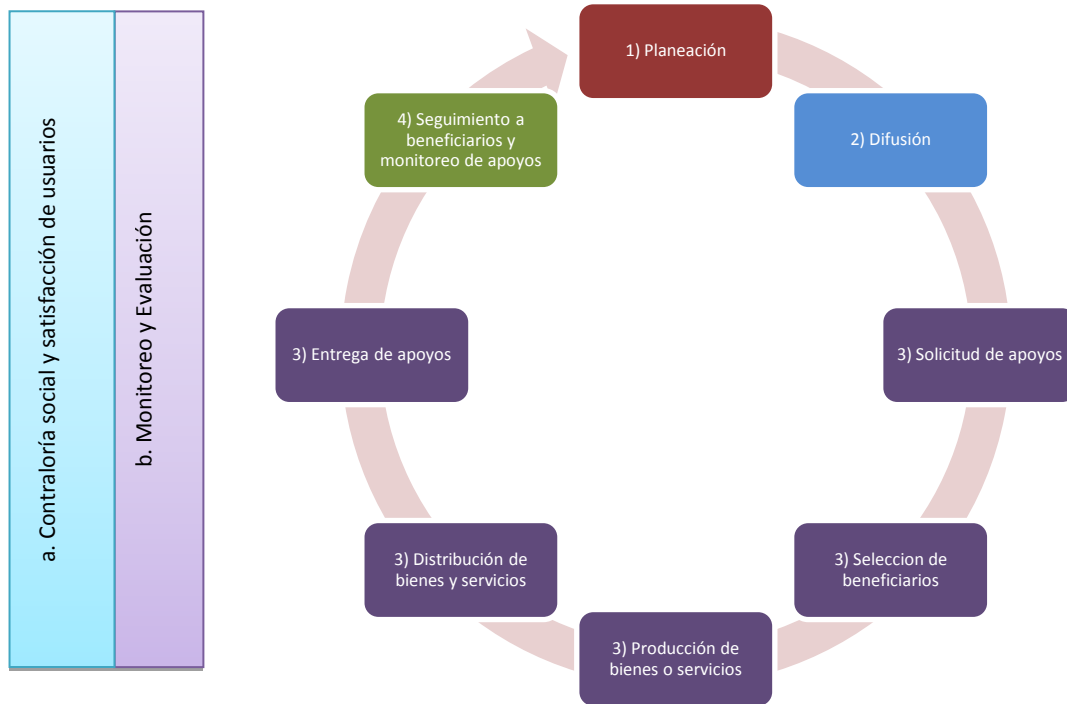 a. Contraloría social y satisfacción de usuarios
b. Monitoreo y Evaluación
1) Planeación
2) Difusión
3) Solicitud de apoyos
3) Seleccion de
beneficiarios
3) Producción de
bienes o servicios
3) Distribución de
bienes y servicios
3) Entrega de apoyos
4) Seguimiento a
beneficiarios y
monitoreo de apoyos